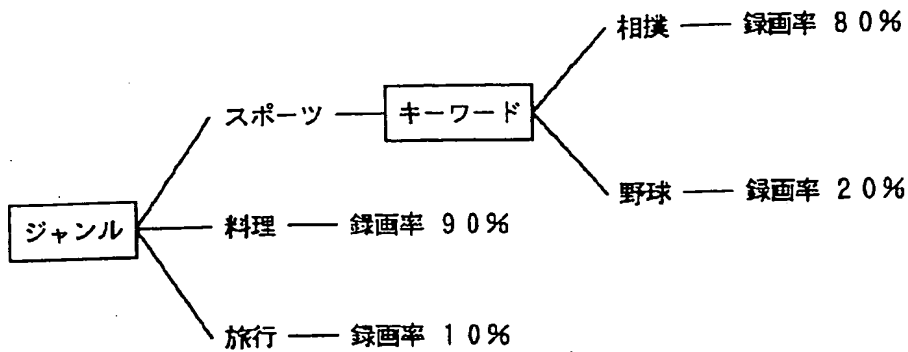 相撲 録画率 80%
スポーツ キーワード
野球 録画率 20%
ジャンル 料理 録画率 90%
旅行 録画率 10%